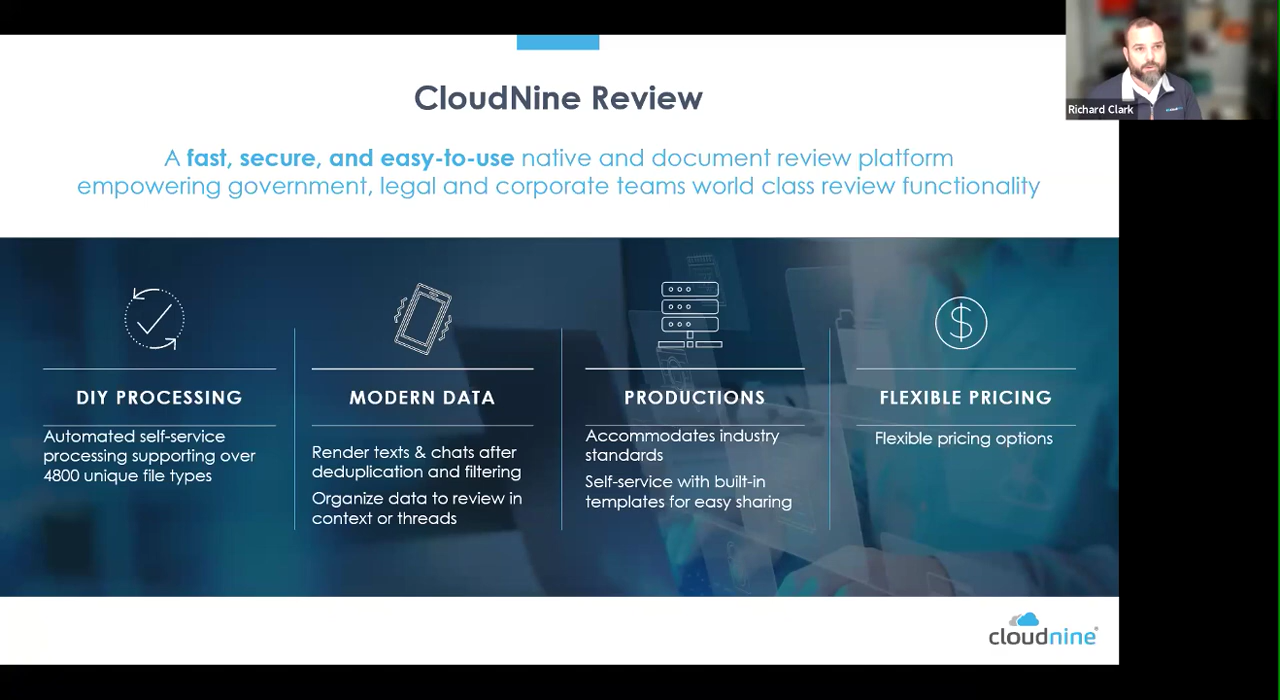 CloudNine Review
Richard Clark
A fast, secure, and easy-to-use native and document review platform
empowering government, legal and corporate teams world class review functionality
DIY PROCESSING
Automated self-service
processing supporting over
4800 unique file types
MODERN DATA
Render texts & chats after
deduplication and filtering
Organize data to review in
context or threads
PRODUCTIONS
Accommodates industry
standards
Self-service with built-in
templates for easy sharing
FLEXIBLE PRICING
Flexible pricing options
cloudnine